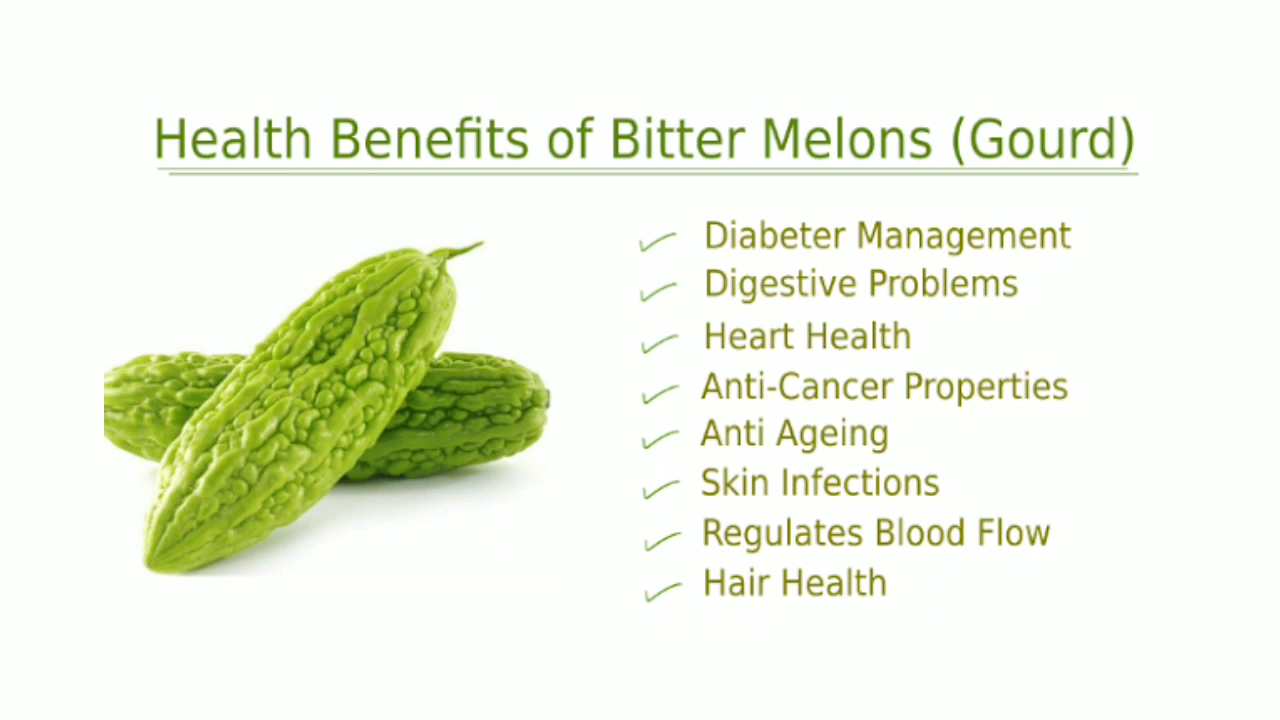 Health Benefits of Bitter Melons (Gourd)
Diabeter Management
Digestive Problems
Heart Health
Anti-Cancer Properties
Anti Ageing
Skin Infections
Regulates Blood Flow
Hair Health